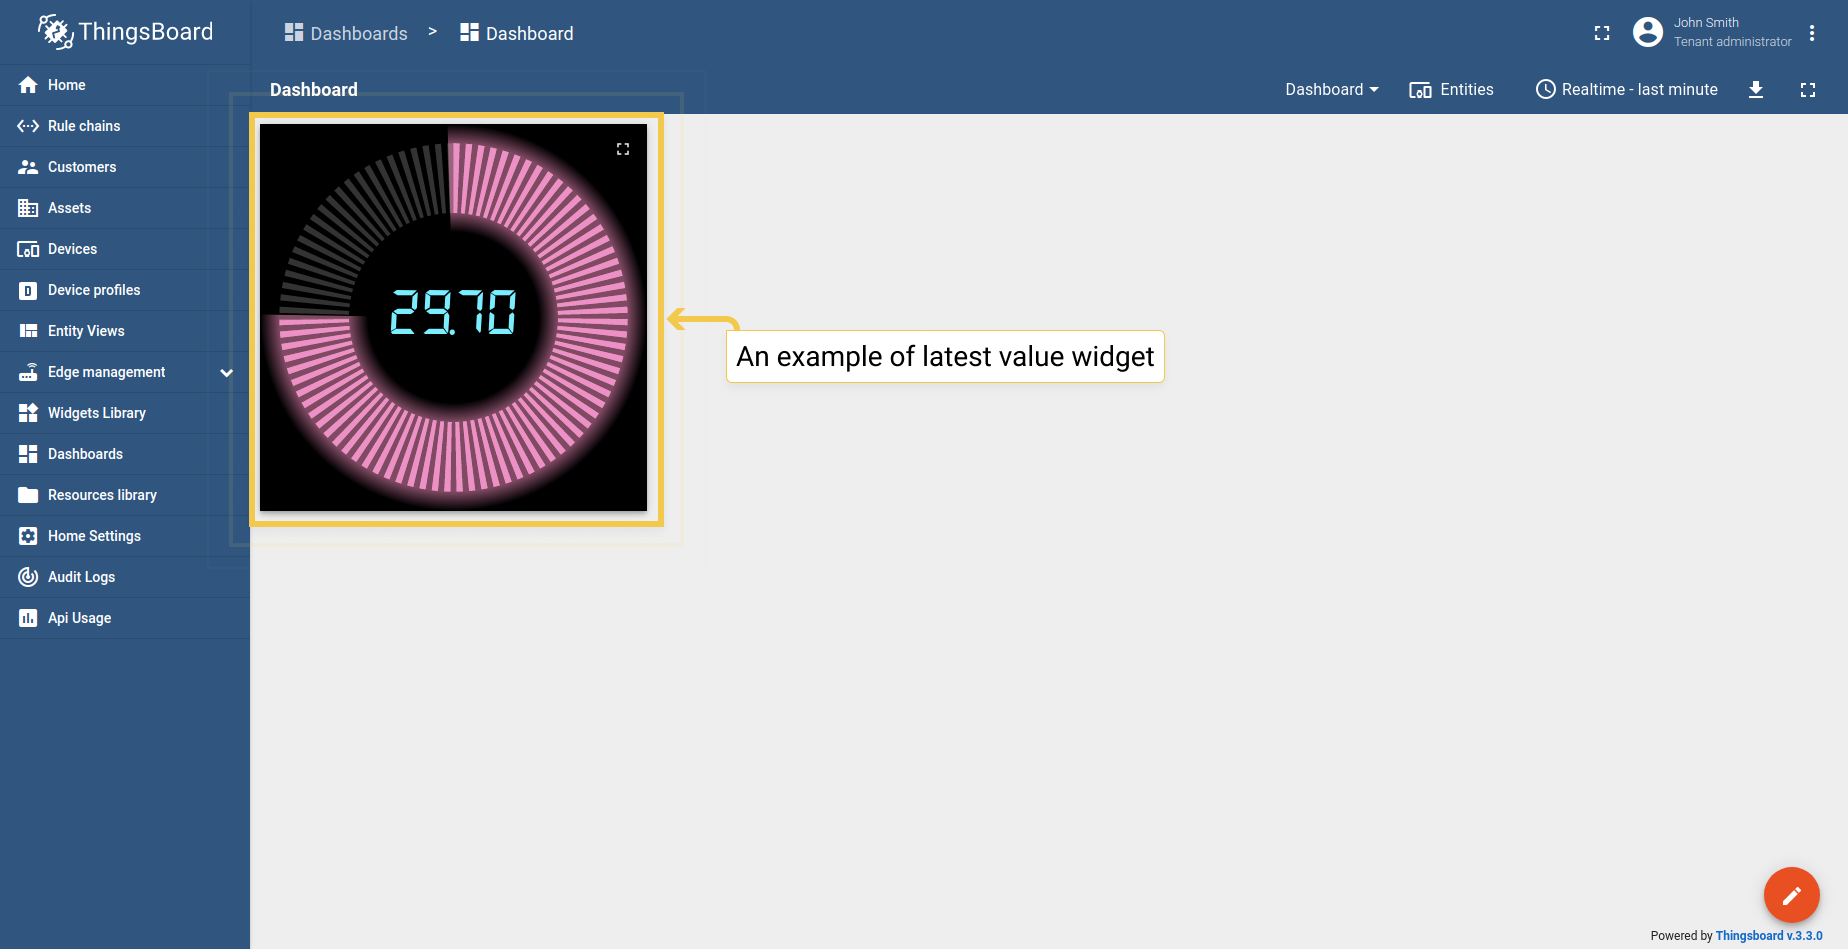 ThingsBoard
Dashboards > Dashboard
John Smith
Tenant administrator
Home
Rule chains
Customers
Assets
Devices
Device profiles
Entity Views
Edge management
Widgets Library
Dashboards
Resources library
Home Settings
Audit Logs
Api Usage
Dashboard
Dashboard
Entities
Realtime - last minute
29.70
An example of latest value widget
Powered by Thingsboard v.3.3.0